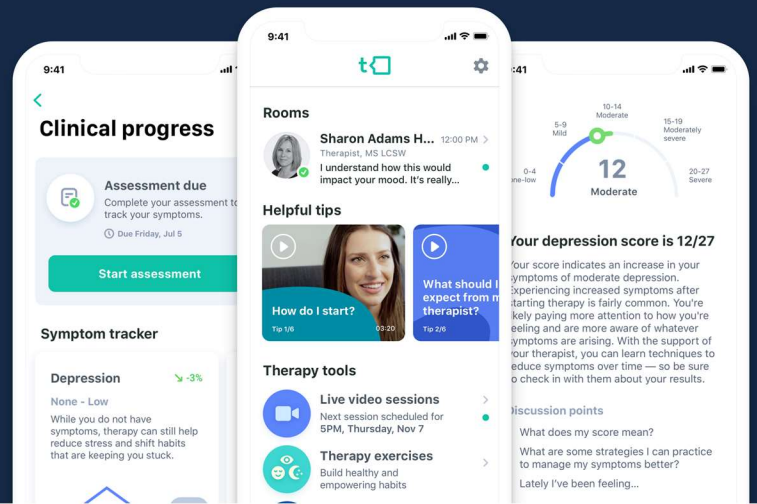 9:41
Clinical progress
Assessment due
Complete your assessment to
track your symptoms.
Due Friday, Jul 5
Start assessment
Symptom tracker
Depression
-3%
None - Low
While you do not have
symptoms, therapy can still help
reduce stress and shift habits
that are keeping you stuck.
9:41
t
Rooms
Sharon Adams H... 12:00 PM
Therapist, MS LCSW
I understand how this would
impact your mood. It's really...
Helpful tips
How do I start?
Tip 1/6
03:20
What should I
expect from m
therapist?
Tip 2/6
Therapy tools
Live video sessions
Next session scheduled for
5PM, Thursday, Nov 7
Therapy exercises
Build healthy and
empowering habits
:41
10-14
Moderate
5-9
Mild
15-19
Moderately
severe
0-4
ne-low
20-27
Severe
12
Moderate
Your depression score is 12/27
Your score indicates an increase in your
symptoms of moderate depression.
Experiencing increased symptoms after
starting therapy is fairly common. You're
likely paying more attention to how you're
feeling and are more aware of whatever
symptoms are arising. With the support of
your therapist, you can learn techniques to
reduce symptoms over time — so be sure
to check in with them about your results.
Discussion points
What does my score mean?
What are some strategies I can practice
to manage my symptoms better?
Lately I've been feeling...